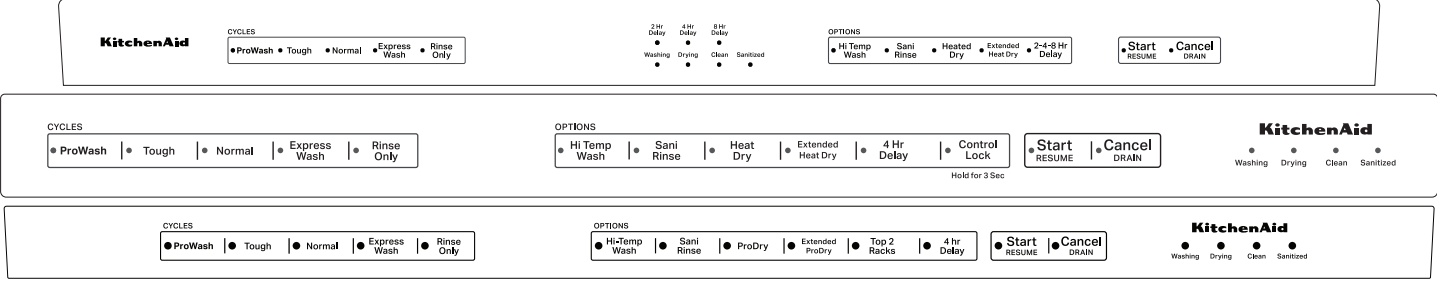 2 Hr 4 Hr 8 Hr
Delay Delay Delay
CYCLES OPTIONS
KitchenAid ProWash Tough Normal Express Rinse Hi Temp Sani Heated Extended 2-4-8 Hr Start Cancel
Wash Only Washing Drying Clean Sanitized Wash Rinse Dry Heat Dry Delay RESUME DRAIN
CYCLES OPTIONS KitchenAid
ProWash Tough Normal Express Rinse Hi Temp Sani Heat Extended 4 Hr Control Start Cancel
Wash Only Wash Rinse Dry Heat Dry Delay Lock RESUME DRAIN Washing Drying Clean Sanitized
Hold for 3 Sec
CYCLES OPTIONS KitchenAid
ProWash Tough Normal Express Rinse Hi-Temp Sani ProDry Extended Top 2 4 hr Start Cancel
Wash Only Wash Rinse ProDry Racks Delay RESUME DRAIN Washing Drying Clean Sanitized